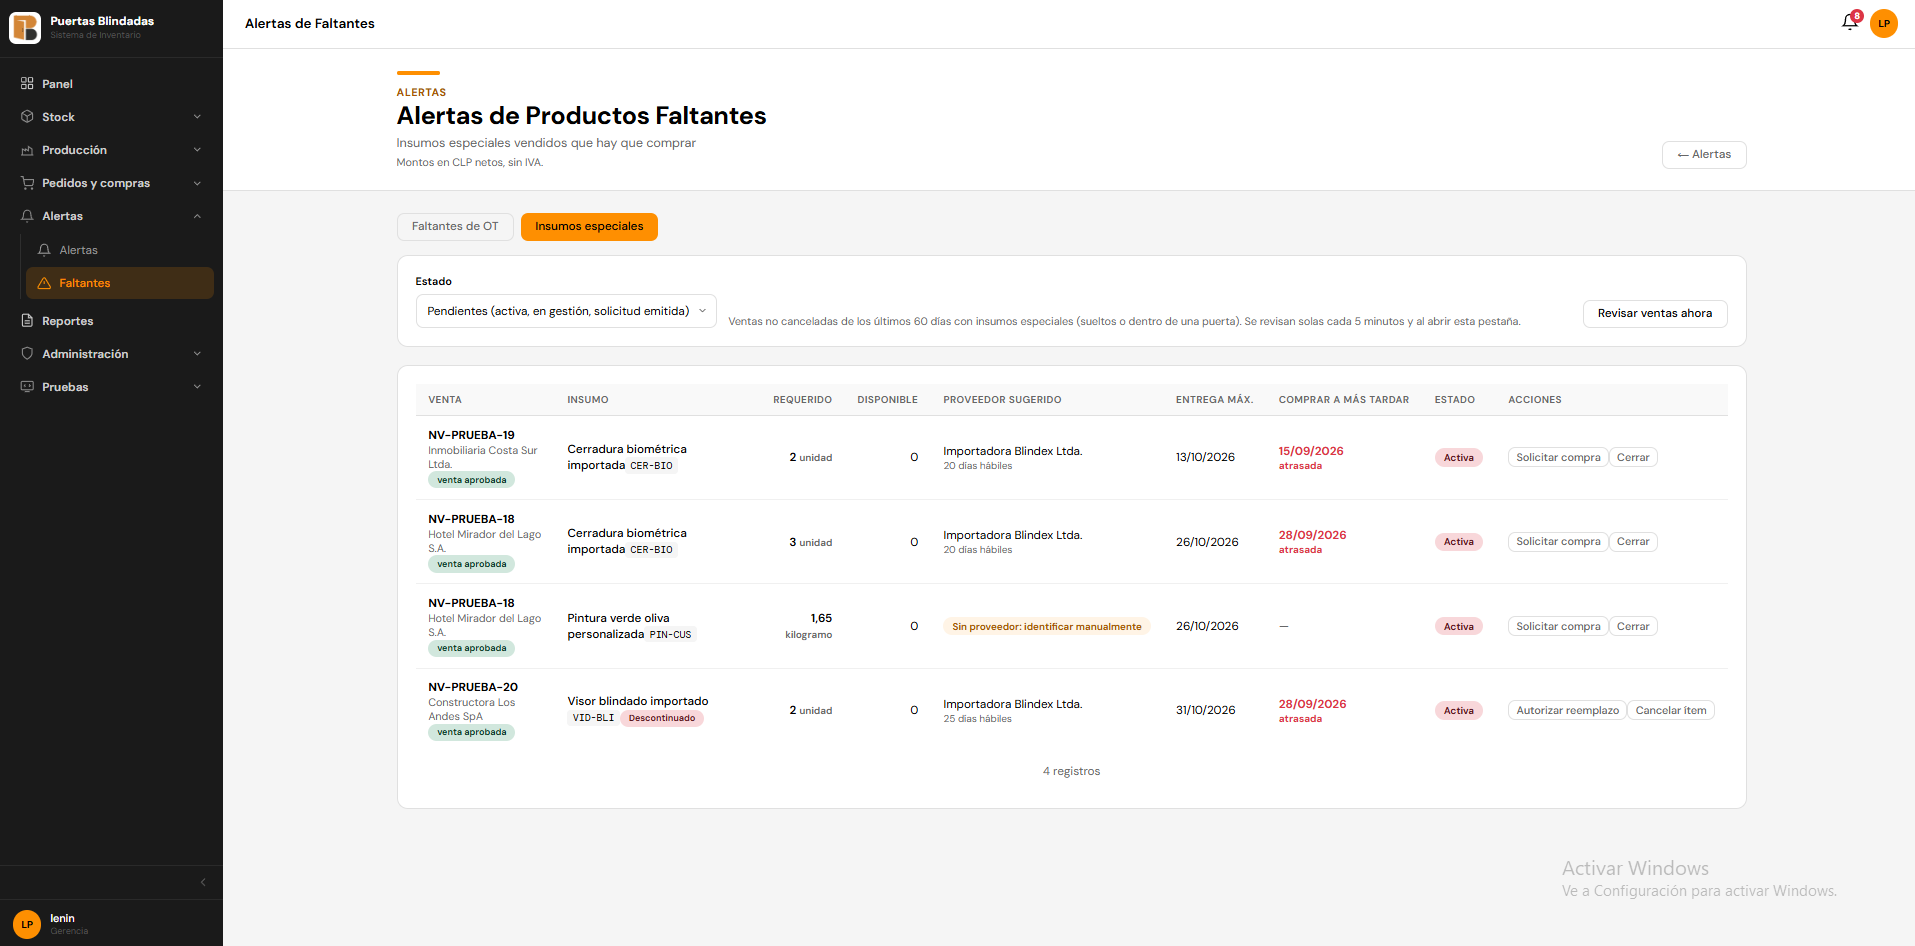 Puertas Blindadas
Sistema de Inventario
Panel
Stock
Producción
Pedidos y compras
Alertas
Alertas
Faltantes
Reportes
Administración
Pruebas
LP
lenin
Gerencia
Alertas de Faltantes
8
LP
ALERTAS
Alertas de Productos Faltantes
Insumos especiales vendidos que hay que comprar
Montos en CLP netos, sin IVA.
← Alertas
Faltantes de OT
Insumos especiales
Estado
Pendientes (activa, en gestión, solicitud emitida)
Ventas no canceladas de los últimos 60 días con insumos especiales (sueltos o dentro de una puerta). Se revisan solas cada 5 minutos y al abrir esta pestaña.
Revisar ventas ahora
VENTA INSUMO REQUERIDO DISPONIBLE PROVEEDOR SUGERIDO ENTREGA MÁX. COMPRAR A MÁS TARDAR ESTADO ACCIONES
NV-PRUEBA-19
Inmobiliaria Costa Sur
Ltda.
venta aprobada
Cerradura biométrica
importada CER-BIO
2 unidad
0
Importadora Blindex Ltda.
20 días hábiles
13/10/2026
15/09/2026
atrasada
Activa
Solicitar compra
Cerrar
NV-PRUEBA-18
Hotel Mirador del Lago
S.A.
venta aprobada
Cerradura biométrica
importada CER-BIO
3 unidad
0
Importadora Blindex Ltda.
20 días hábiles
26/10/2026
28/09/2026
atrasada
Activa
Solicitar compra
Cerrar
NV-PRUEBA-18
Hotel Mirador del Lago
S.A.
venta aprobada
Pintura verde oliva
personalizada PIN-CUS
1,65
kilogramo
0
Sin proveedor: identificar manualmente
26/10/2026
—
Activa
Solicitar compra
Cerrar
NV-PRUEBA-20
Constructora Los
Andes SpA
venta aprobada
Visor blindado importado
VID-BLI Descontinuado
2 unidad
0
Importadora Blindex Ltda.
25 días hábiles
31/10/2026
28/09/2026
atrasada
Activa
Autorizar reemplazo
Cancelar ítem
4 registros
Activar Windows
Ve a Configuración para activar Windows.